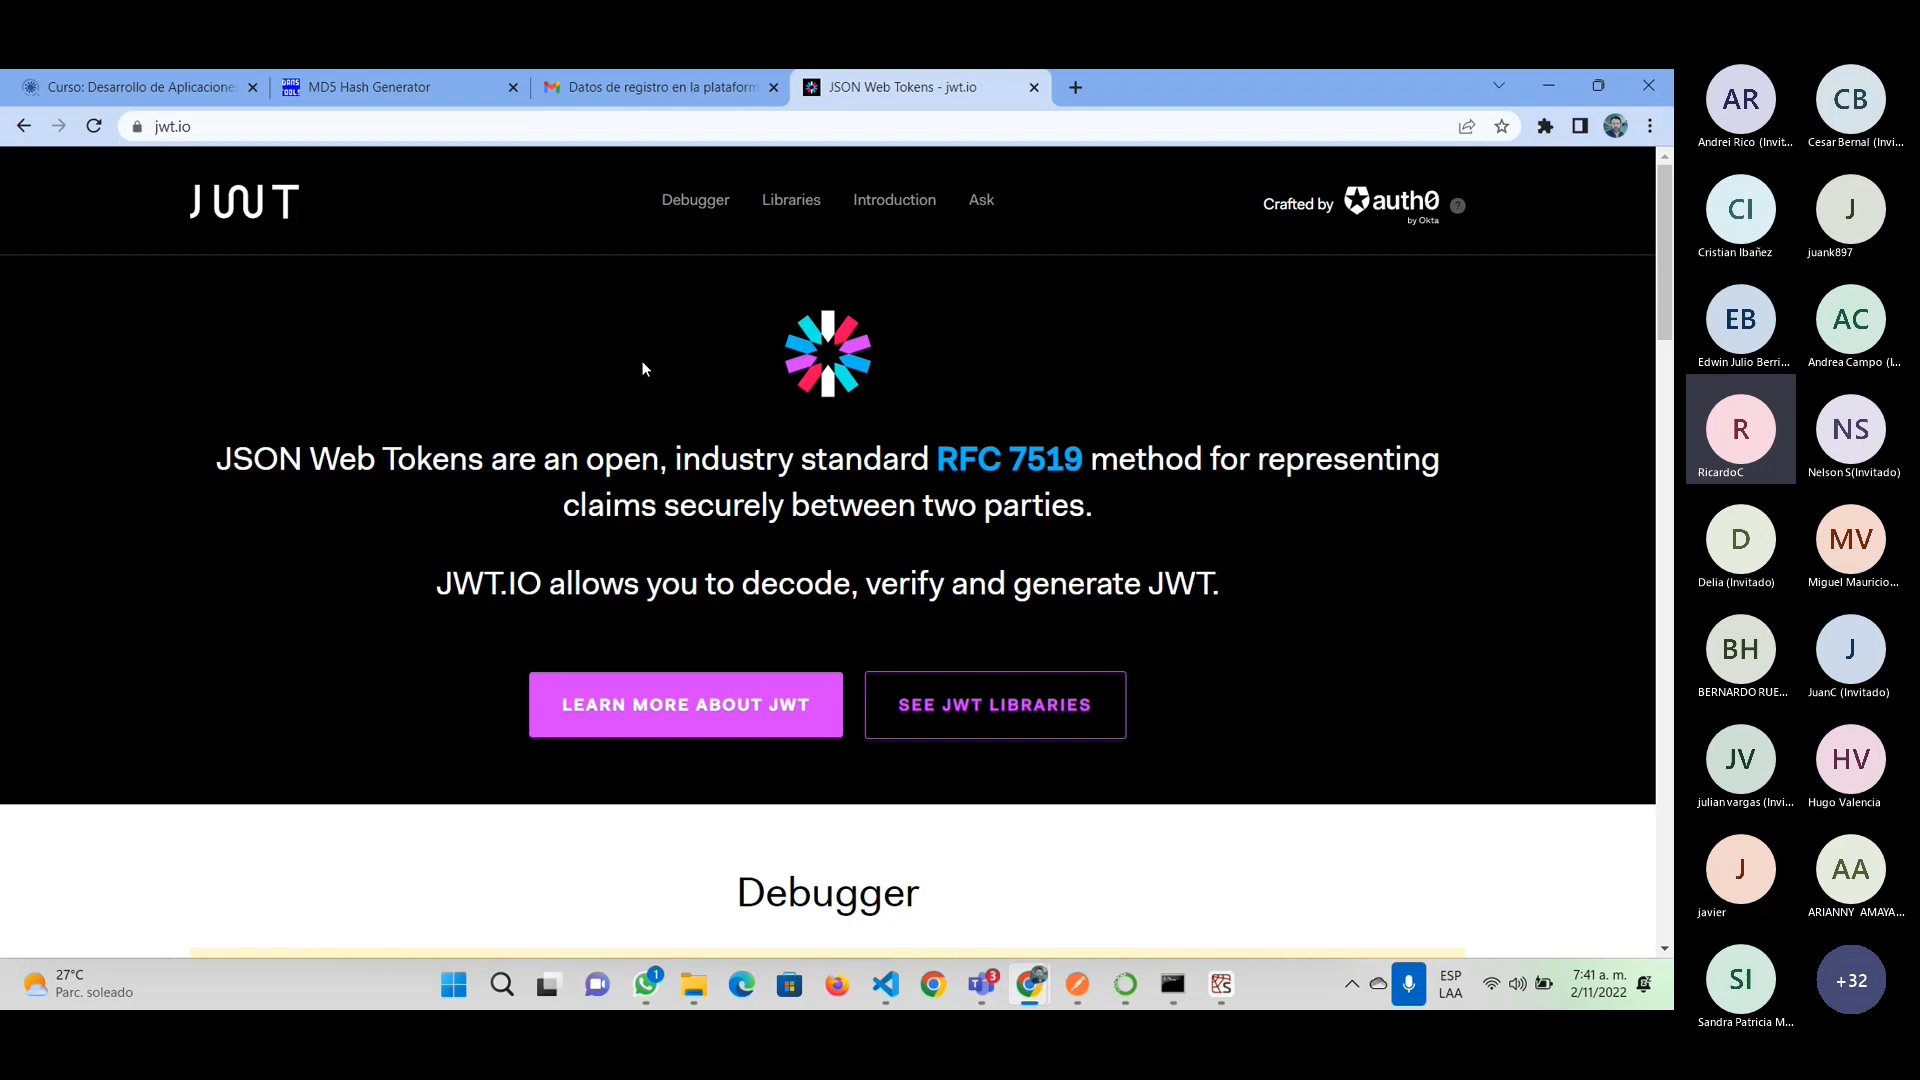 Curso: Desarrollo de Aplicacione
MD5 Hash Generator
Datos de registro en la plataform
JSON Web Tokens - jwt.io
jwt.io
JWT
Debugger
Libraries
Introduction
Ask
Crafted by
auth0
by Okta
?
JSON Web Tokens are an open, industry standard RFC 7519 method for representing
claims securely between two parties.
JWT.IO allows you to decode, verify and generate JWT.
LEARN MORE ABOUT JWT
SEE JWT LIBRARIES
Debugger
27°C
Parc. soleado
1
3
ESP
LAA
7:41 a. m.
2/11/2022
AR
Andrei Rico (Invit...
CB
Cesar Bernal (Invi...
CI
Cristian Ibañez
J
juank897
EB
Edwin Julio Berri...
AC
Andrea Campo (I...
R
RicardoC
NS
Nelson S(Invitado)
D
Delia (Invitado)
MV
Miguel Mauricio...
BH
BERNARDO RUE...
J
JuanC (Invitado)
JV
julian vargas (Invi...
HV
Hugo Valencia
J
javier
AA
ARIANNY AMAYA...
SI
Sandra Patricia M...
+32